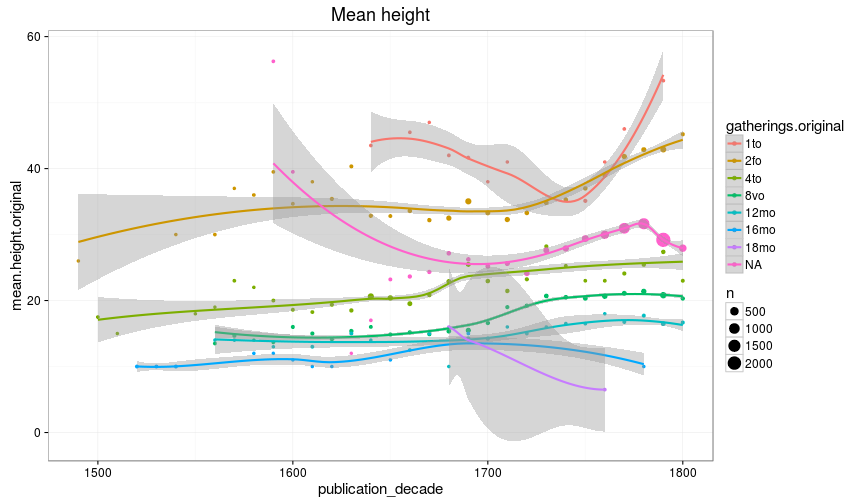 Mean height
mean.height.original
60
40
20
0
1500
1600
1700
1800
publication_decade
gatherings.original
1to
2fo
4to
8vo
12mo
16mo
18mo
NA
n
500
1000
1500
2000